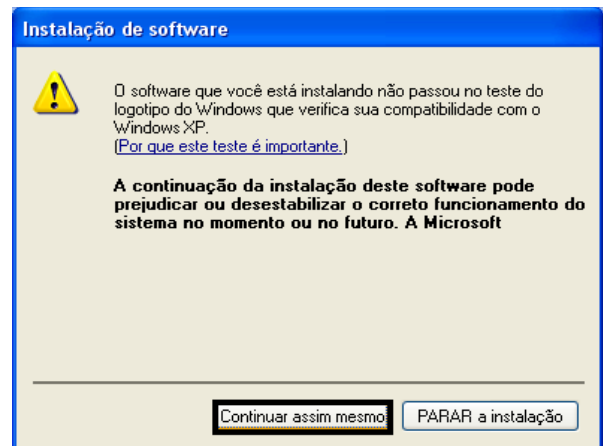 Instalação de software
O software que você está instalando não passou no teste do
logotipo do Windows que verifica sua compatibilidade com o
Windows XP.
(Por que este teste é importante.)
A continuação da instalação deste software pode
prejudicar ou desestabilizar o correto funcionamento do
sistema no momento ou no futuro. A Microsoft
Continuar assim mesmo PARAR a instalação